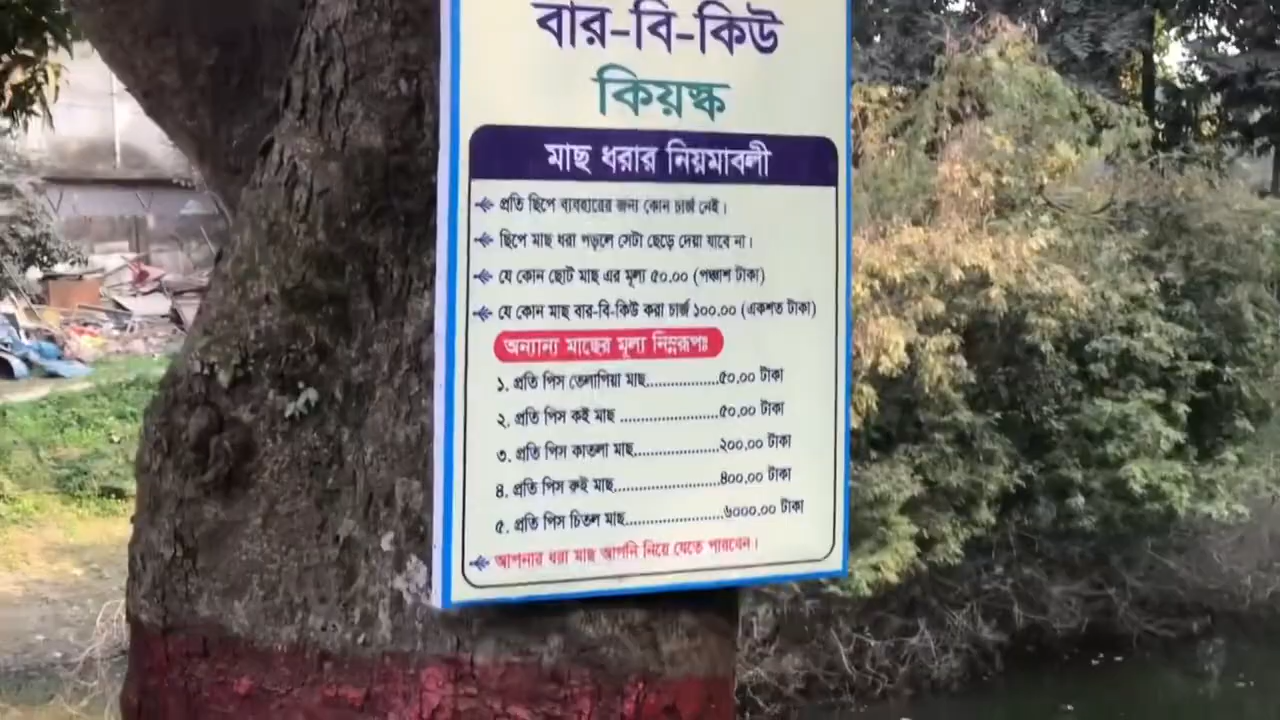 বার-বি-কিউ
কিয়স্ক
মাছ ধরার নিয়মাবলী
প্রতি ছিপে ব্যবহারের জন্য কোন চার্জ নেই।
ছিপে মাছ ধরা পড়লে সেটা ছেড়ে দেয়া যাবে না।
যে কোন ছোট মাছ এর মূল্য ৫০.০০ (পঞ্চাশ টাকা)
যে কোন মাছ বার-বি-কিউ করা চার্জ ১০০.০০ (একশত টাকা)
অন্যান্য মাছের মূল্য নিম্নরূপঃ
১. প্রতি পিস তেলাপিয়া মাছ..................৫০.০০ টাকা
২. প্রতি পিস কই মাছ .........................৫০.০০ টাকা
৩. প্রতি পিস কাতলা মাছ.....................২০০.০০ টাকা
৪. প্রতি পিস রুই মাছ..........................৪০০.০০ টাকা
৫. প্রতি পিস চিতল মাছ........................৬০০০.০০ টাকা
আপনার ধরা মাছ আপনি নিয়ে যেতে পারবেন।